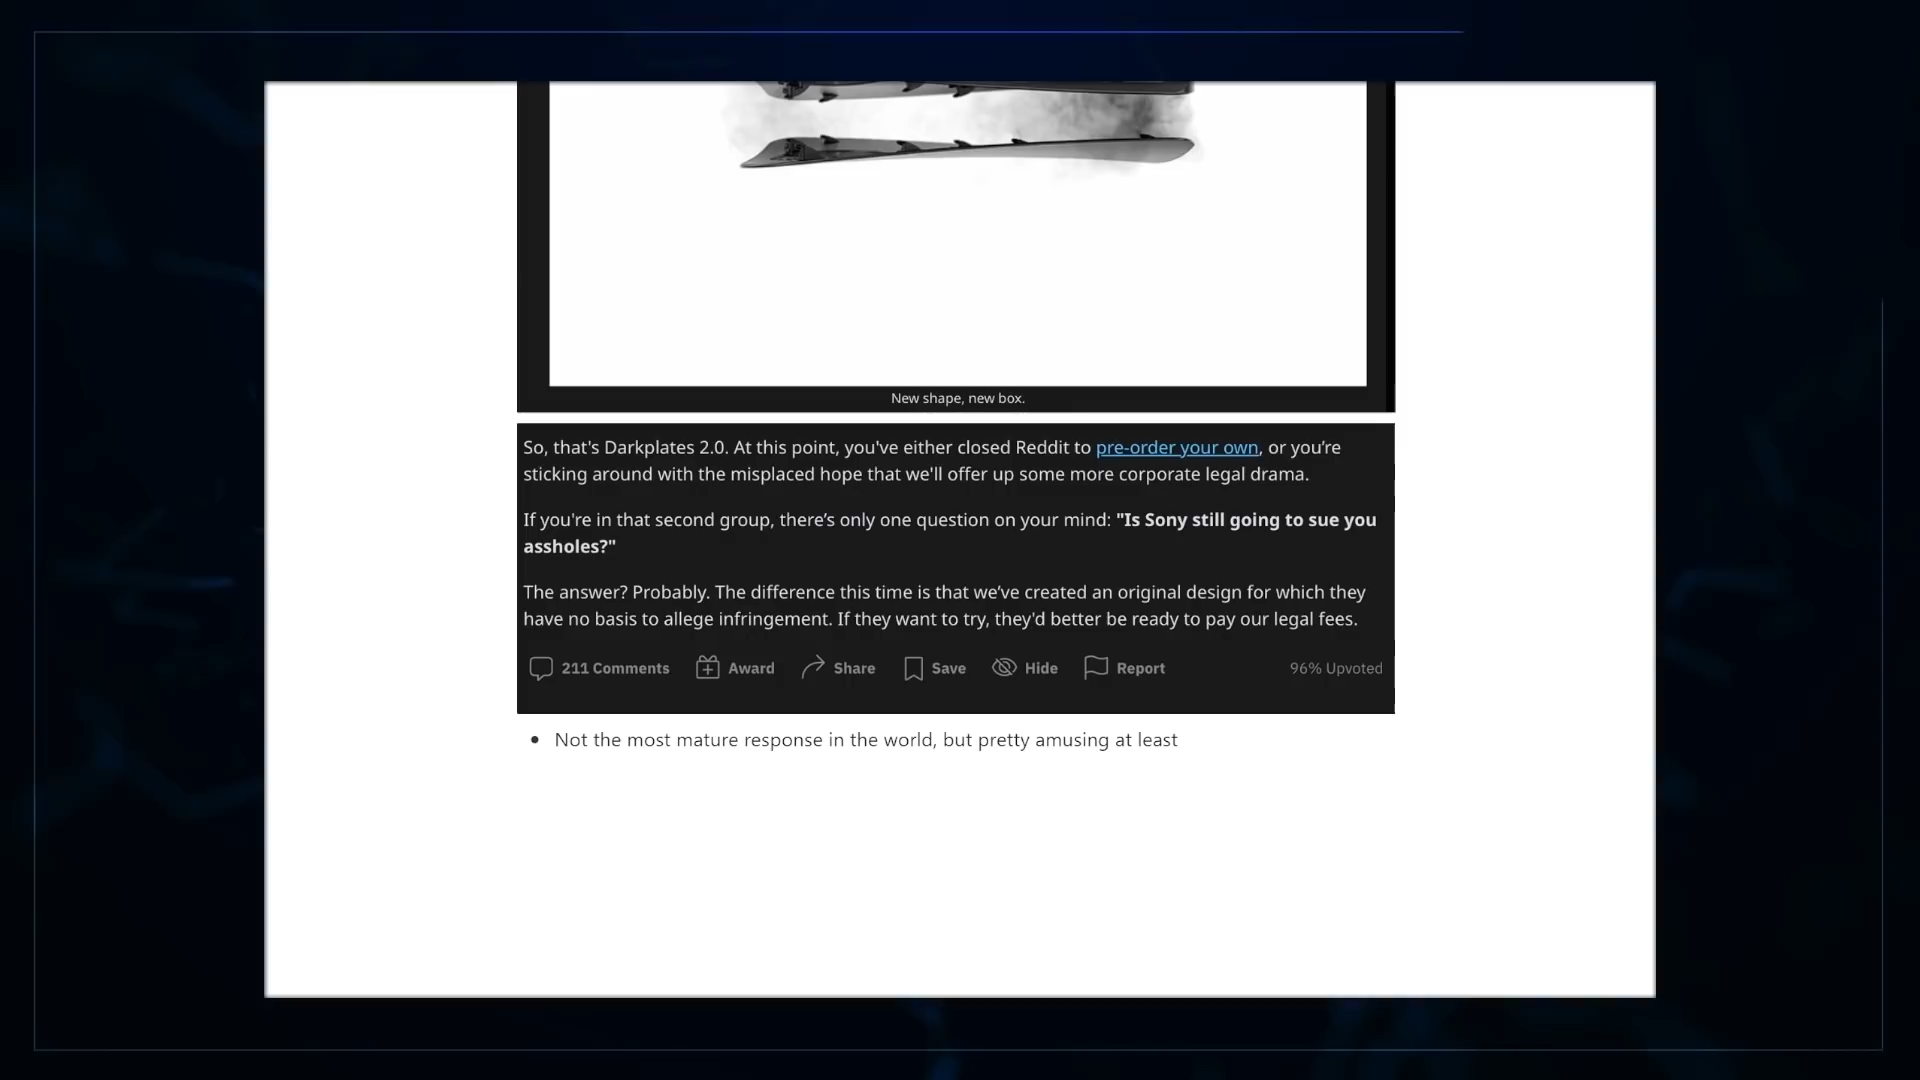 New shape, new box.
So, that's Darkplates 2.0. At this point, you've either closed Reddit to pre-order your own, or you’re
sticking around with the misplaced hope that we'll offer up some more corporate legal drama.
If you're in that second group, there’s only one question on your mind: "Is Sony still going to sue you
assholes?"
The answer? Probably. The difference this time is that we’ve created an original design for which they
have no basis to allege infringement. If they want to try, they'd better be ready to pay our legal fees.
211 Comments Award Share Save Hide Report 96% Upvoted
• Not the most mature response in the world, but pretty amusing at least